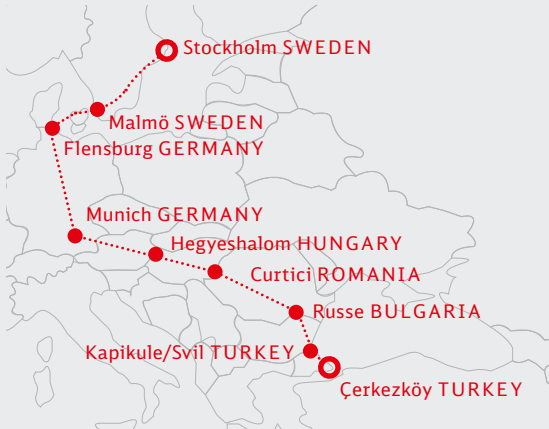 Stockholm SWEDEN
Malmö SWEDEN
Flensburg GERMANY
Munich GERMANY
Hegyeshalom HUNGARY
Curtici ROMANIA
Russe BULGARIA
Kapikule/Svil TURKEY
Çerkezköy TURKEY